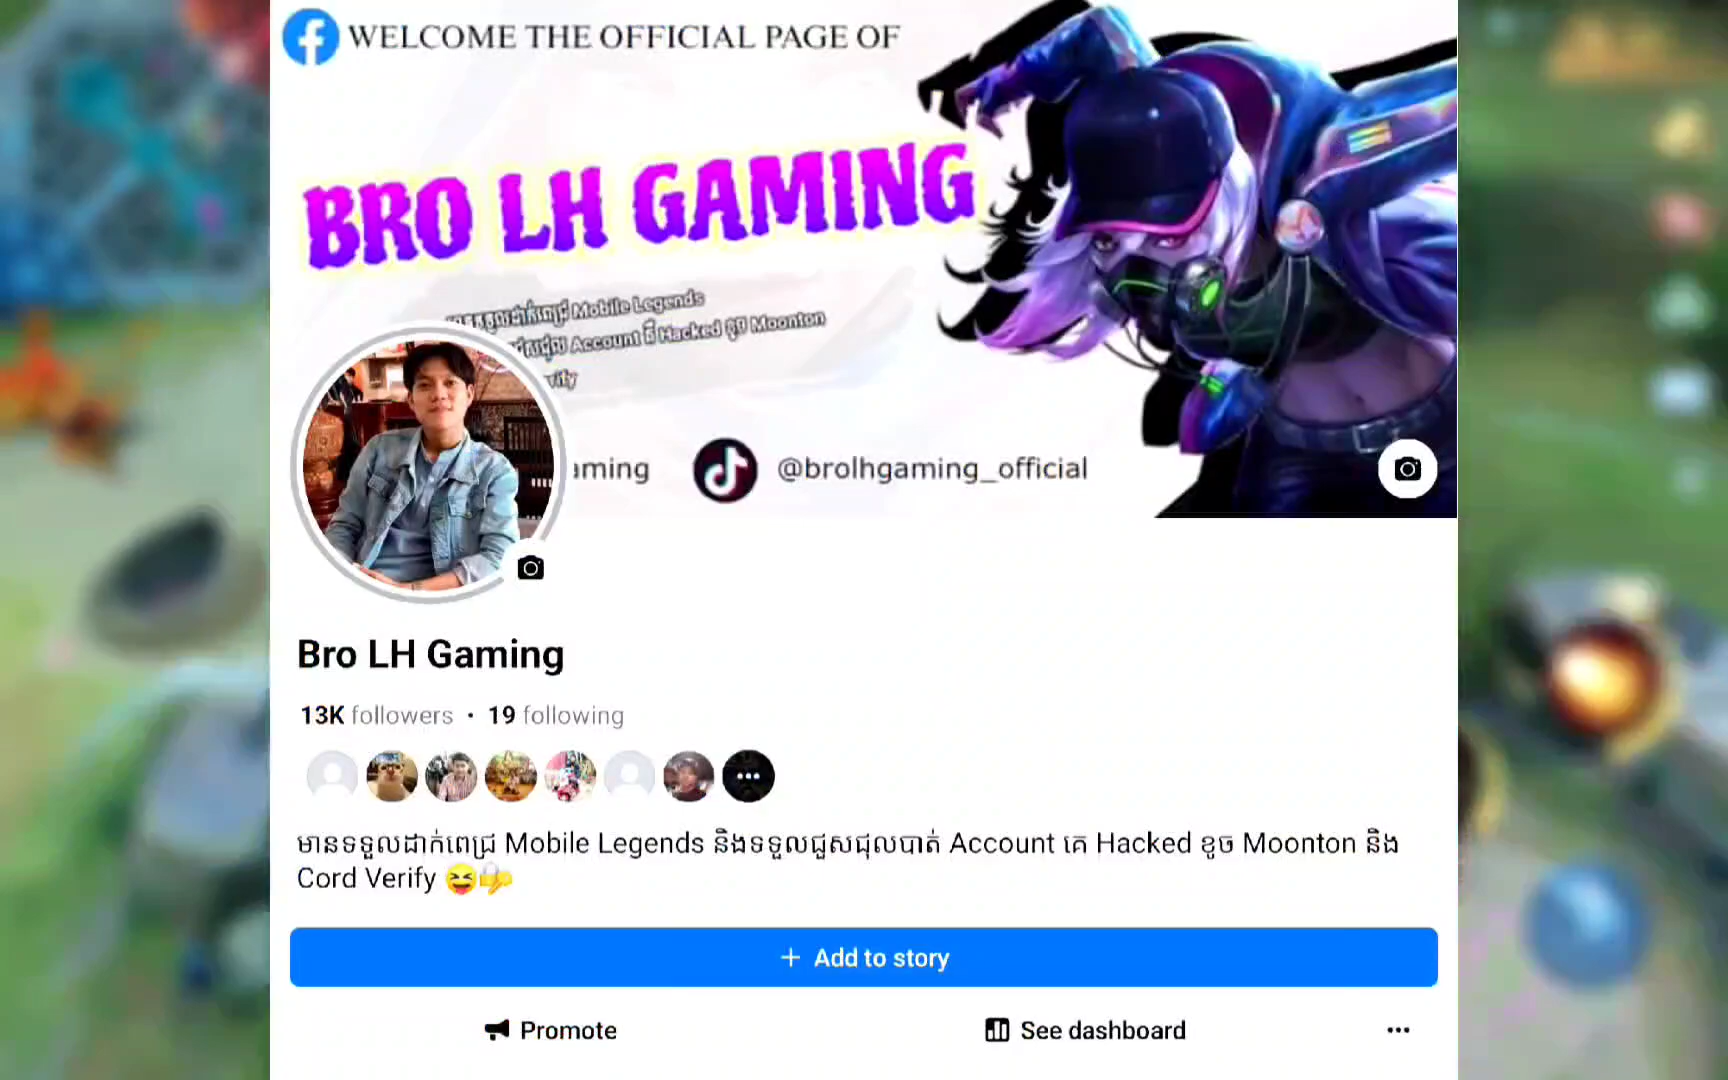 WELCOME THE OFFICIAL PAGE OF
BRO LH GAMING
Mobile Legends
Account គឺ Hacked ខូច Moonton
@brolhgaming_official
Bro LH Gaming
13K followers • 19 following
មានទទួលដាក់ពេជ្រ Mobile Legends និងទទួលជួសជុលបាត់ Account គេ Hacked ខូច Moonton និង
Cord Verify 😝🔐
+ Add to story
Promote
See dashboard